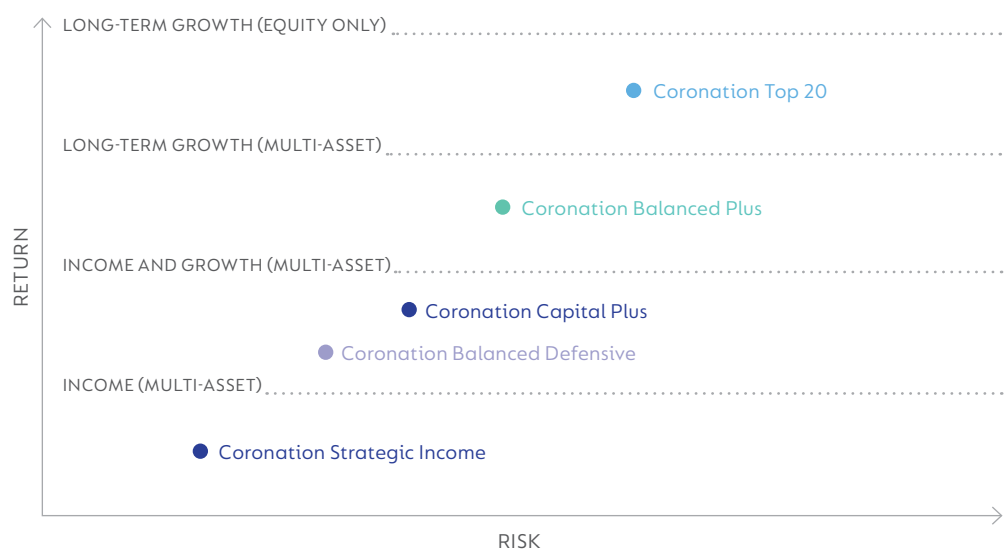 LONG-TERM GROWTH (EQUITY ONLY)
Coronation Top 20
LONG-TERM GROWTH (MULTI-ASSET)
Coronation Balanced Plus
RETURN
INCOME AND GROWTH (MULTI-ASSET)
Coronation Capital Plus
Coronation Balanced Defensive
INCOME (MULTI-ASSET)
Coronation Strategic Income
RISK